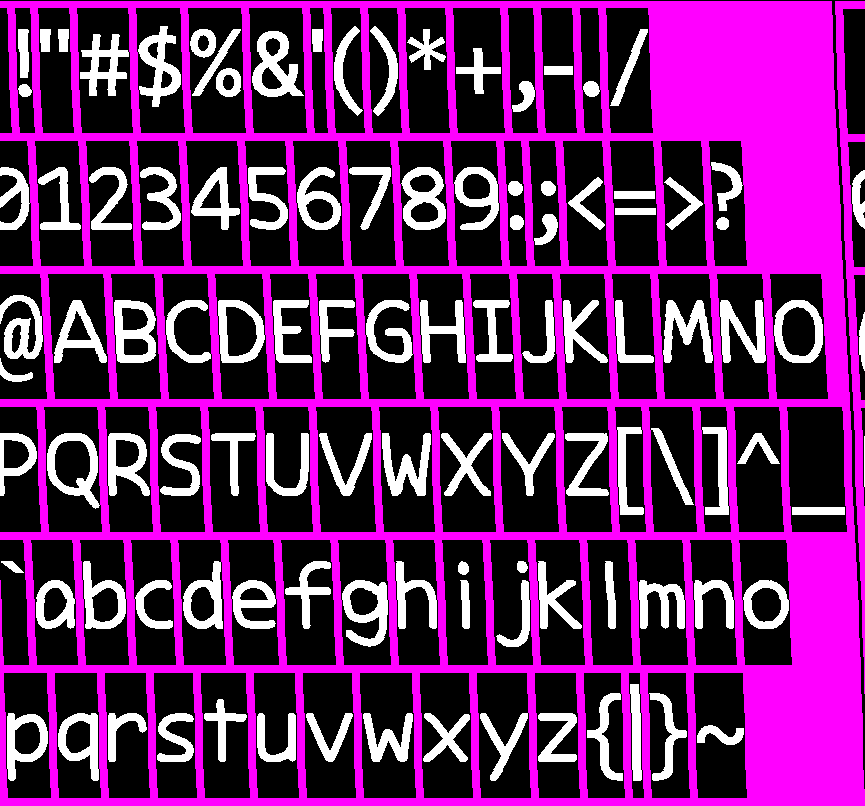 !"#$%&'()*+,-./
0123456789:;<=>?
@ABCDEFGHIJKLMNO
PQRSTUVWXYZ[\]^_
`abcdefghijklmno
pqrstuvwxyz{|}~